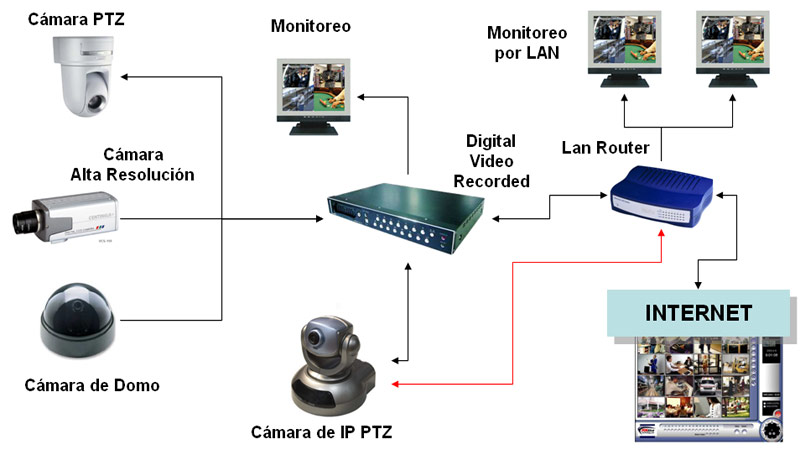 Cámara PTZ
Monitoreo
Monitoreo
por LAN
Cámara
Alta Resolución
Digital
Video
Recorded
Lan Router
INTERNET
Cámara de Domo
Cámara de IP PTZ